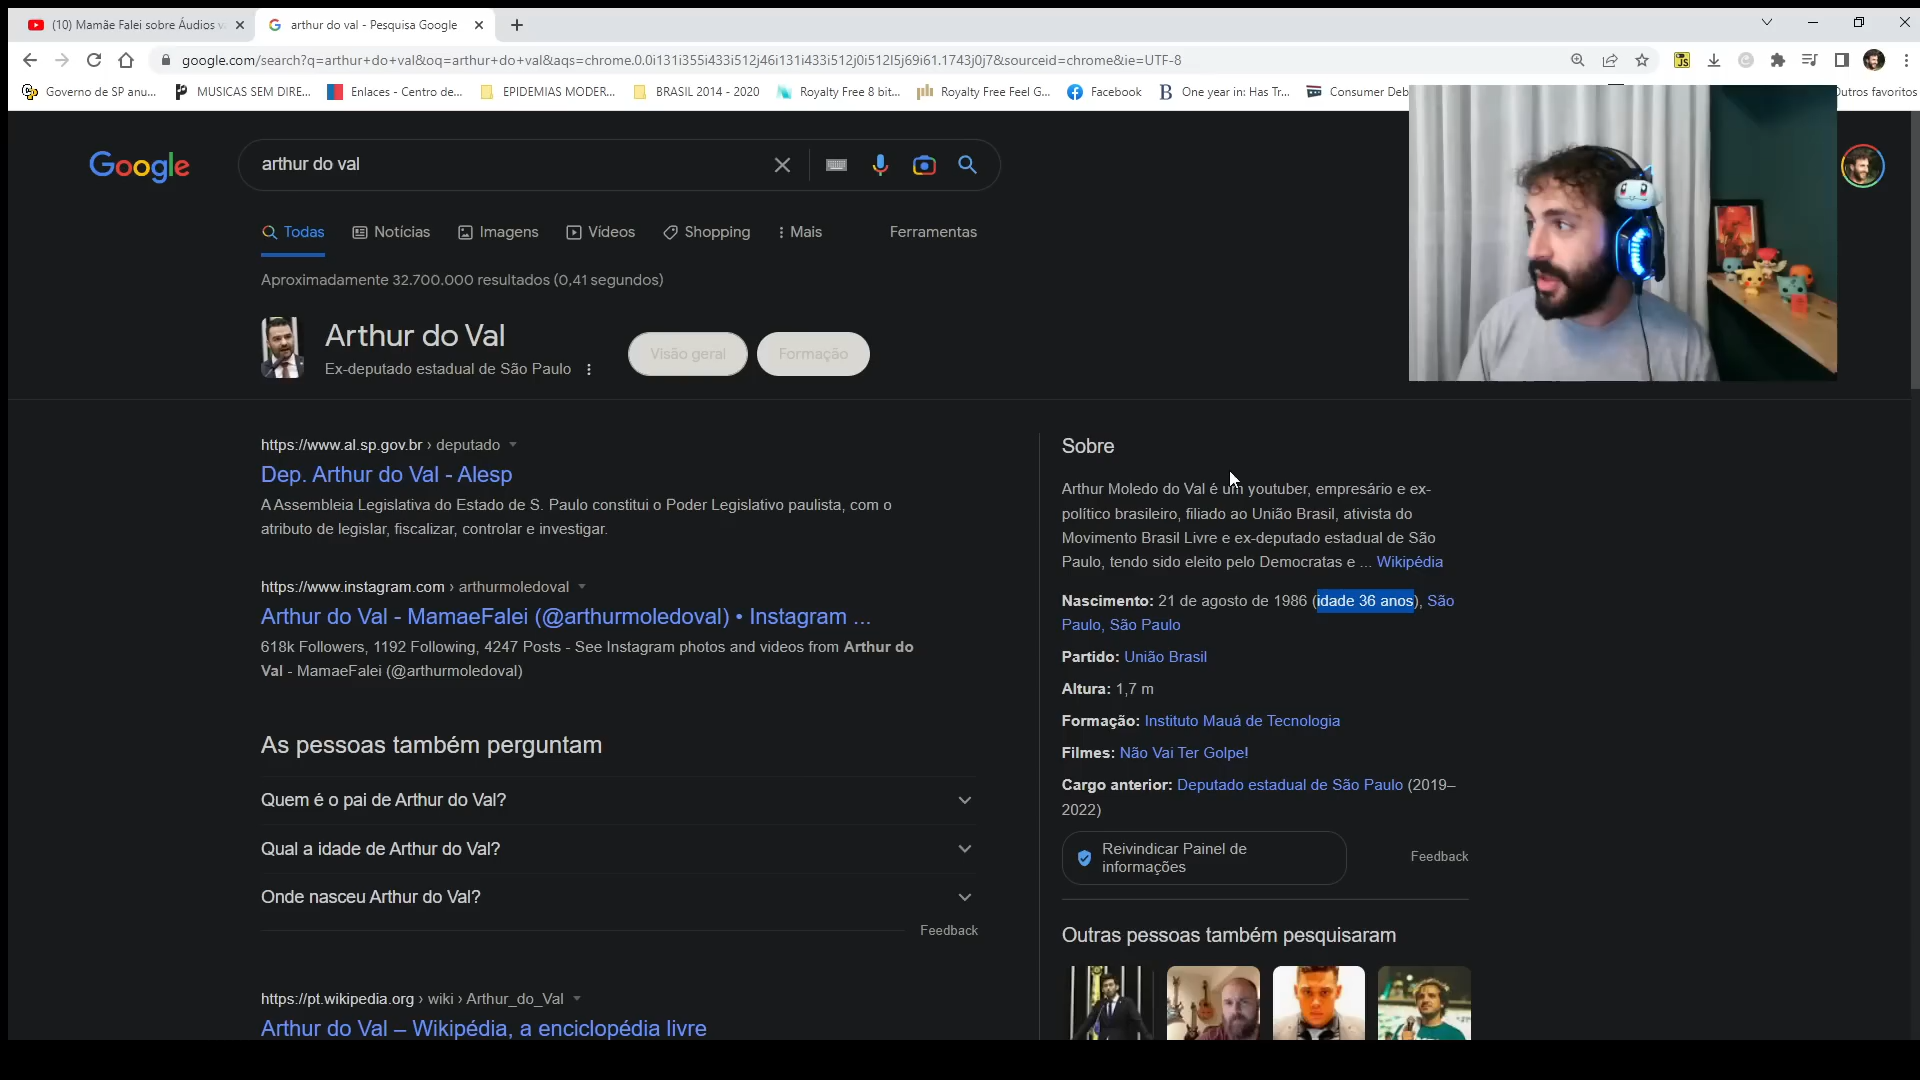 (10) Mamãe Falei sobre Áudios v
arthur do val - Pesquisa Google
google.com/search?q=arthur+do+val&oq=arthur+do+val&aqs=chrome.0.0i131i355i433i512j46i131i433i512j0i512l5j69i61.1743j0j7&sourceid=chrome&ie=UTF-8
Governo de SP anu...
MUSICAS SEM DIRE...
Enlaces - Centro de...
EPIDEMIAS MODER...
BRASIL 2014 - 2020
Royalty Free 8 bit...
Royalty Free Feel G...
Facebook
One year in: Has Tr...
Consumer Deb
Outros favoritos
Google
arthur do val
Todas
Notícias
Imagens
Vídeos
Shopping
Mais
Ferramentas
Aproximadamente 32.700.000 resultados (0,41 segundos)
Arthur do Val
Ex-deputado estadual de São Paulo
Visão geral
Formação
https://www.al.sp.gov.br › deputado
Dep. Arthur do Val - Alesp
A Assembleia Legislativa do Estado de S. Paulo constitui o Poder Legislativo paulista, com o
atributo de legislar, fiscalizar, controlar e investigar.
https://www.instagram.com › arthurmoledoval
Arthur do Val - MamaeFalei (@arthurmoledoval) • Instagram ...
618k Followers, 1192 Following, 4247 Posts - See Instagram photos and videos from Arthur do
Val - MamaeFalei (@arthurmoledoval)
As pessoas também perguntam
Quem é o pai de Arthur do Val?
Qual a idade de Arthur do Val?
Onde nasceu Arthur do Val?
Feedback
https://pt.wikipedia.org › wiki › Arthur_do_Val
Arthur do Val – Wikipédia, a enciclopédia livre
Sobre
Arthur Moledo do Val é um youtuber, empresário e ex-
político brasileiro, filiado ao União Brasil, ativista do
Movimento Brasil Livre e ex-deputado estadual de São
Paulo, tendo sido eleito pelo Democratas e ... Wikipédia
Nascimento: 21 de agosto de 1986 (idade 36 anos), São
Paulo, São Paulo
Partido: União Brasil
Altura: 1,7 m
Formação: Instituto Mauá de Tecnologia
Filmes: Não Vai Ter Golpe!
Cargo anterior: Deputado estadual de São Paulo (2019–
2022)
Reivindicar Painel de
informações
Feedback
Outras pessoas também pesquisaram